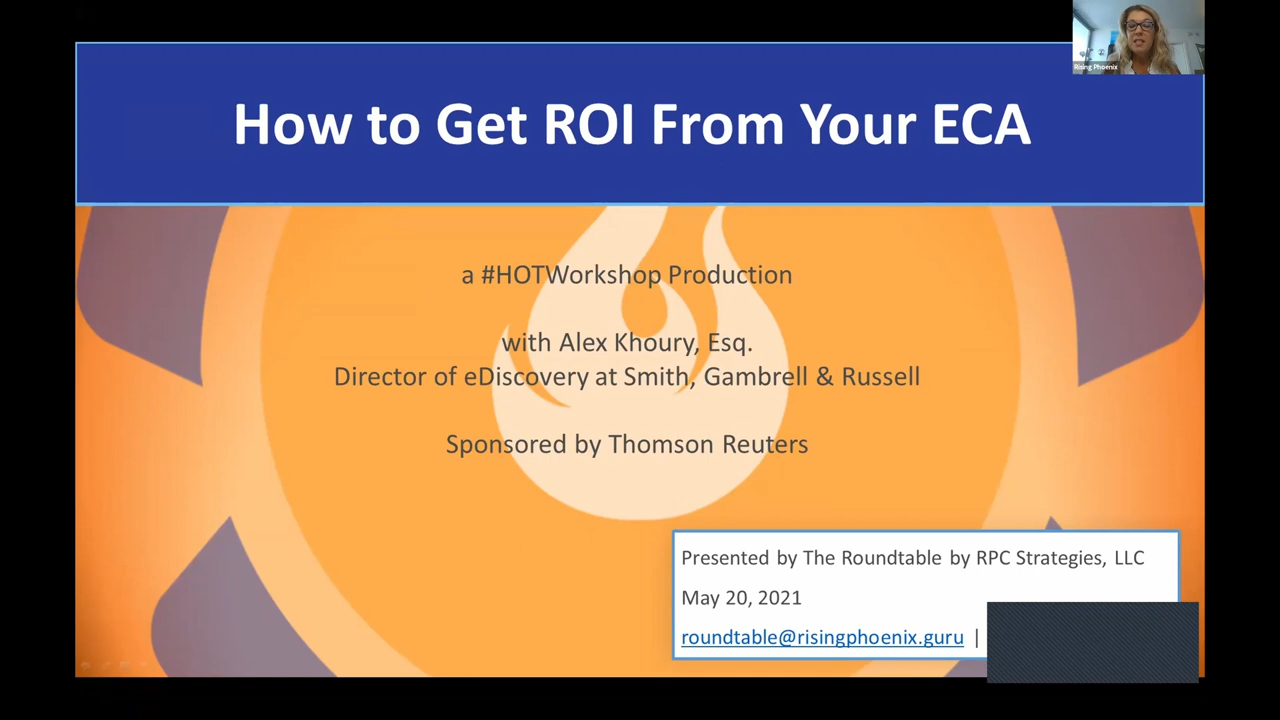 Rising Phoenix
How to Get ROI From Your ECA
a #HOTWorkshop Production
with Alex Khoury, Esq.
Director of eDiscovery at Smith, Gambrell & Russell
Sponsored by Thomson Reuters
Presented by The Roundtable by RPC Strategies, LLC
May 20, 2021
roundtable@risingphoenix.guru |